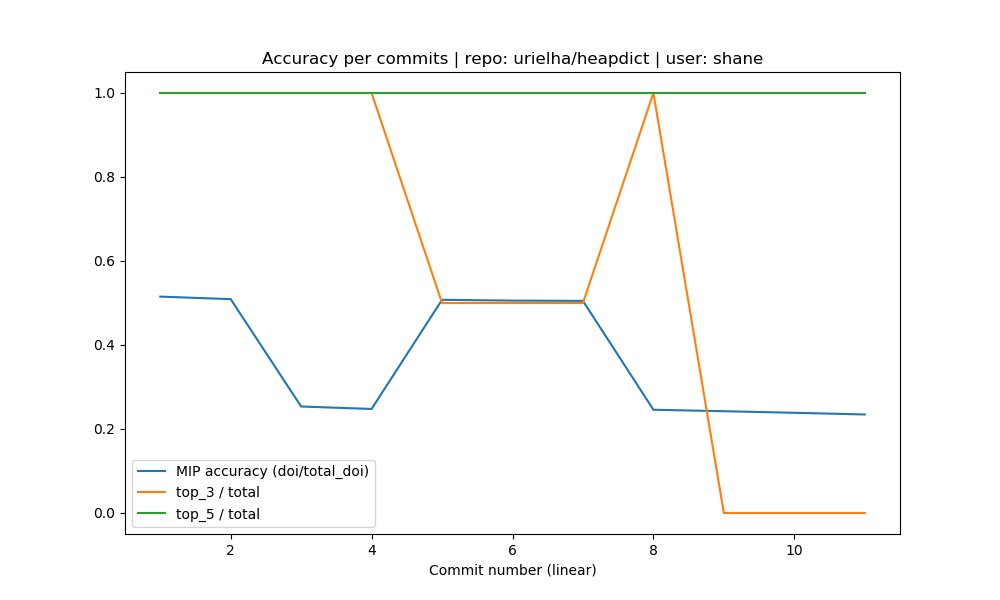 Accuracy per commits | repo: urielha/heapdict | user: shane
1.0
0.8
0.6
0.4
0.2
0.0
MIP accuracy (doi/total_doi)
top_3 / total
top_5 / total
2 4 6 8 10
Commit number (linear)